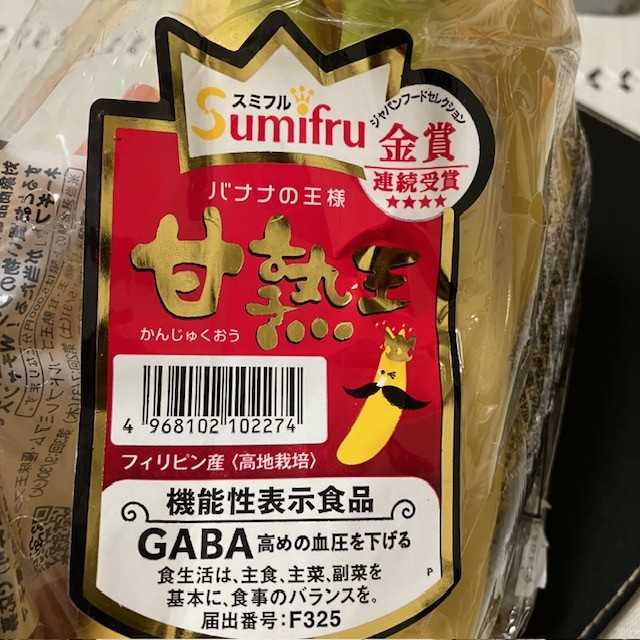 スミフル
Sumifru
ジャパンフードセレクション
金賞
連続受賞
★★★★
バナナの王様
甘熟王
かんじゅくおう
4 968102 102274
フィリピン産〈高地栽培〉
機能性表示食品
GABA 高めの血圧を下げる
食生活は、主食、主菜、副菜を
基本に、食事のバランスを。
届出番号:F325
P